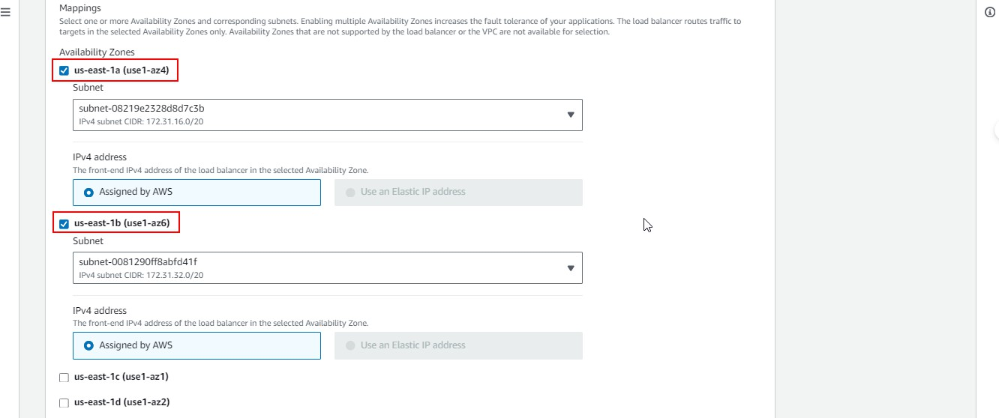 Mappings
Select one or more Availability Zones and corresponding subnets. Enabling multiple Availability Zones increases the fault tolerance of your applications. The load balancer routes traffic to
targets in the selected Availability Zones only. Availability Zones that are not supported by the load balancer or the VPC are not available for selection.
Availability Zones
us-east-1a (use1-az4)
Subnet
subnet-08219e2328d8d7c3b
IPv4 subnet CIDR: 172.31.16.0/20
IPv4 address
The front-end IPv4 address of the load balancer in the selected Availability Zone.
Assigned by AWS
Use an Elastic IP address
us-east-1b (use1-az6)
Subnet
subnet-0081290ff8abfd41f
IPv4 subnet CIDR: 172.31.32.0/20
IPv4 address
The front-end IPv4 address of the load balancer in the selected Availability Zone.
Assigned by AWS
Use an Elastic IP address
us-east-1c (use1-az1)
us-east-1d (use1-az2)